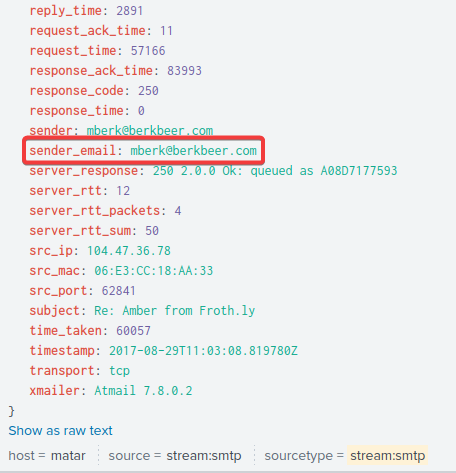 reply_time: 2891
request_ack_time: 11
request_time: 57166
response_ack_time: 83993
response_code: 250
response_time: 0
sender: mberk@berkbeer.com
sender_email: mberk@berkbeer.com
server_response: 250 2.0.0 Ok: queued as A08D7177593
server_rtt: 12
server_rtt_packets: 4
server_rtt_sum: 50
src_ip: 104.47.36.78
src_mac: 06:E3:CC:18:AA:33
src_port: 62841
subject: Re: Amber from Froth.ly
time_taken: 60057
timestamp: 2017-08-29T11:03:08.819780Z
transport: tcp
xmailer: Atmail 7.8.0.2
}
Show as raw text
host = matar source = stream:smtp sourcetype = stream:smtp